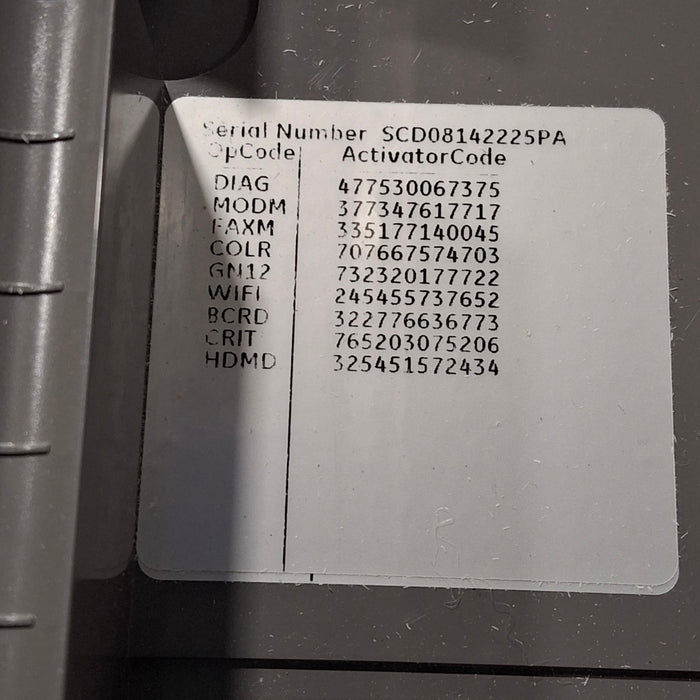 Serial Number SCD08142225PA
OpCode ActivatorCode
DIAG 477530067375
MODM 377347617717
FAXM 335177140045
COLR 707667574703
GN12 732320177722
WIFI 245455737652
BCRD 322776636773
CRIT 765203075206
HDMD 325451572434